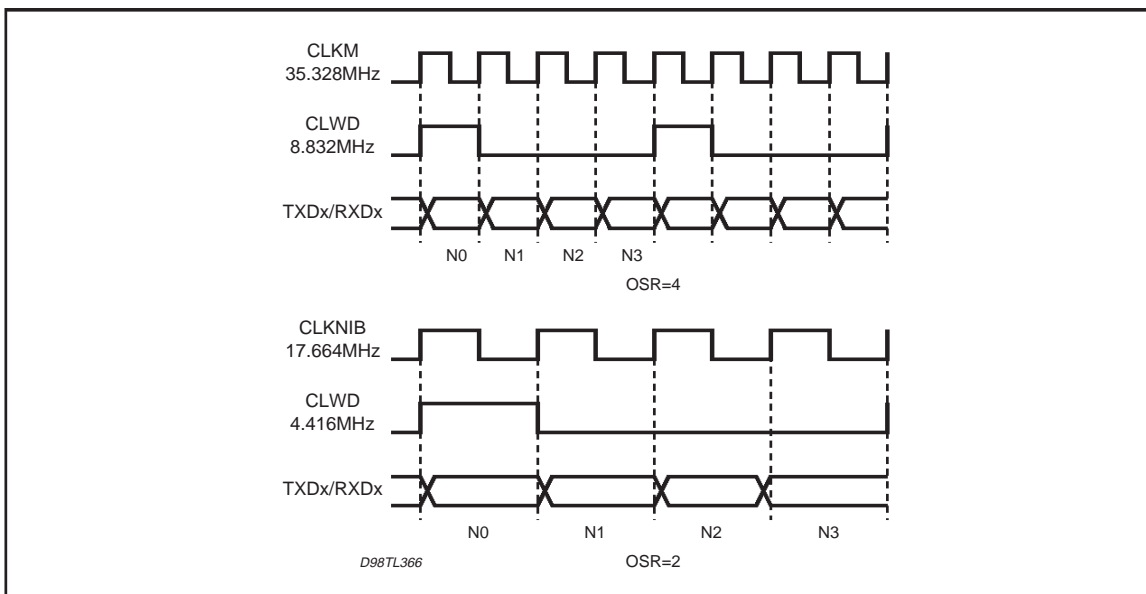 CLKM
35.328MHz
CLWD
8.832MHz
TXDx/RXDx
N0 N1 N2 N3
OSR=4
CLKNIB
17.664MHz
CLWD
4.416MHz
TXDx/RXDx
N0 N1 N2 N3
D98TL366 OSR=2